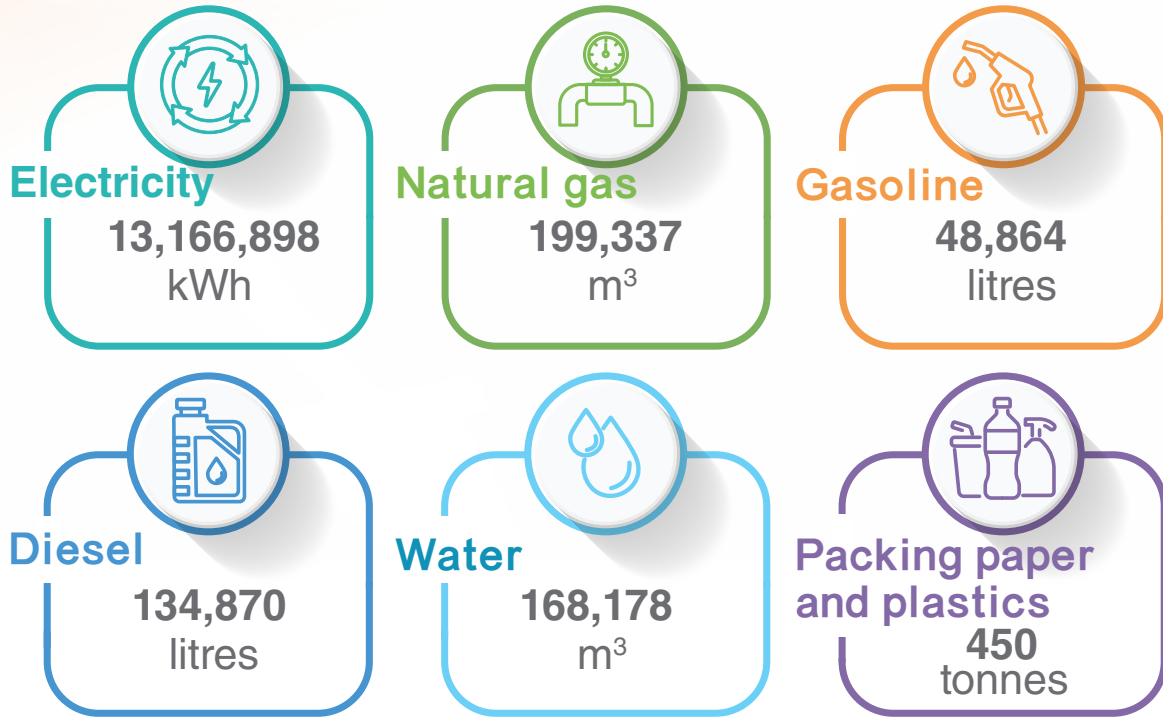 Electricity
13,166,898
kWh
Natural gas
199,337
m³
Gasoline
48,864
litres
Diesel
134,870
litres
Water
168,178
m³
Packing paper
and plastics
450
tonnes